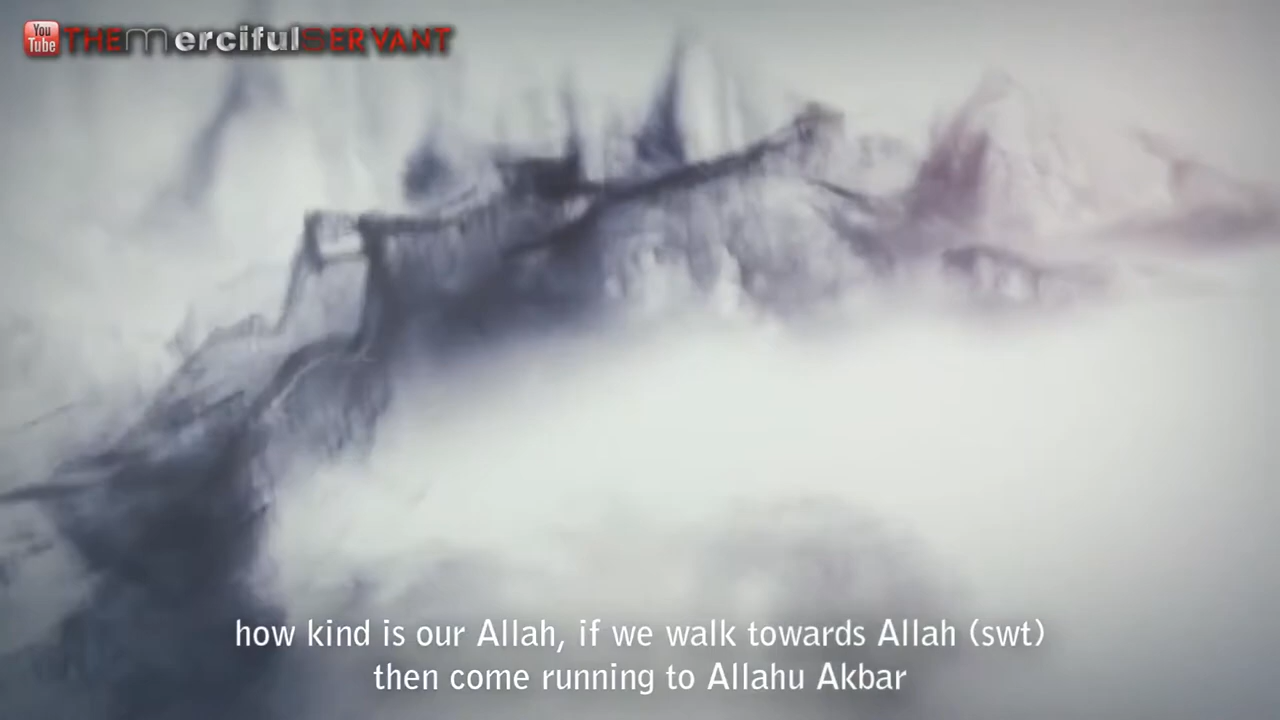 You
Tube THEmercifulSERVANT
how kind is our Allah, if we walk towards Allah (swt)
then come running to Allahu Akbar